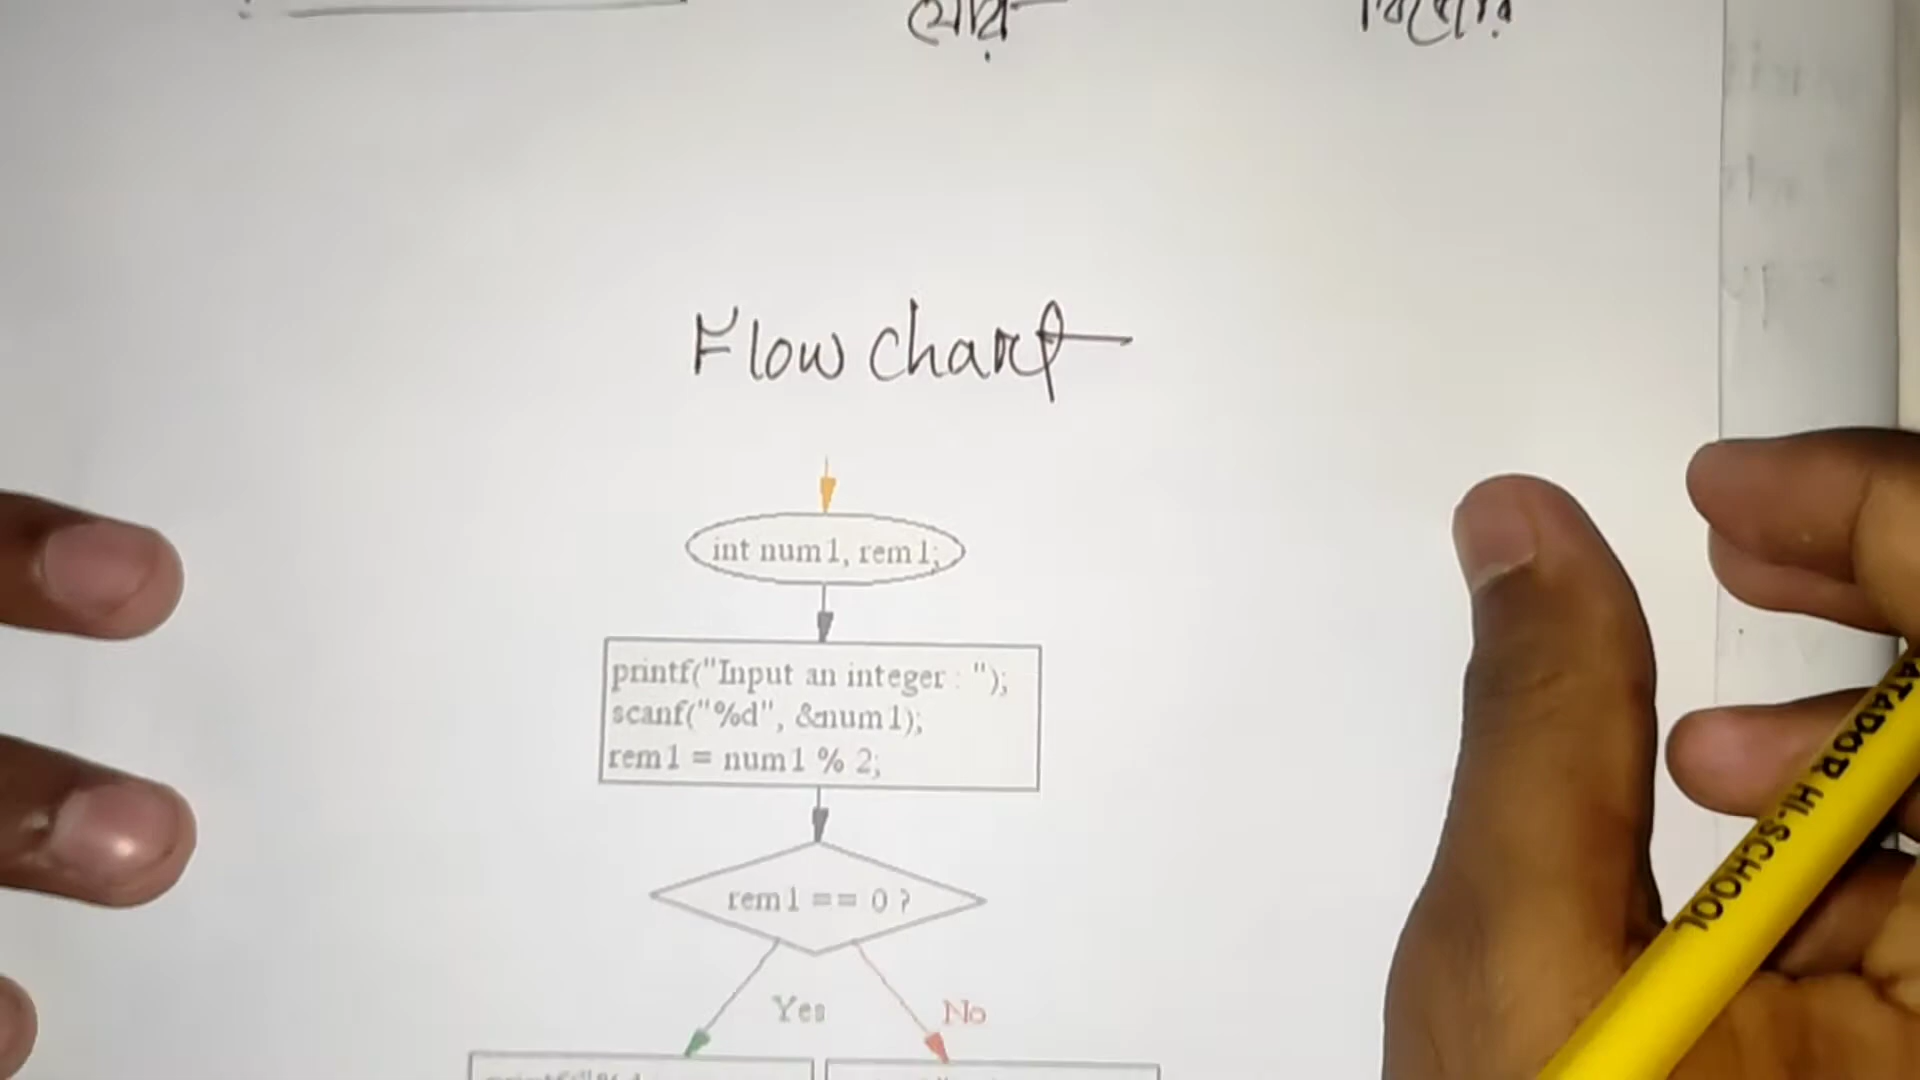 Flow chart
int num1, rem1;
printf("Input an integer : ");
scanf("%d", &num1);
rem1 = num1 % 2;
rem1 == 0 ?
Yes No
MATADOR HI-SCHOOL